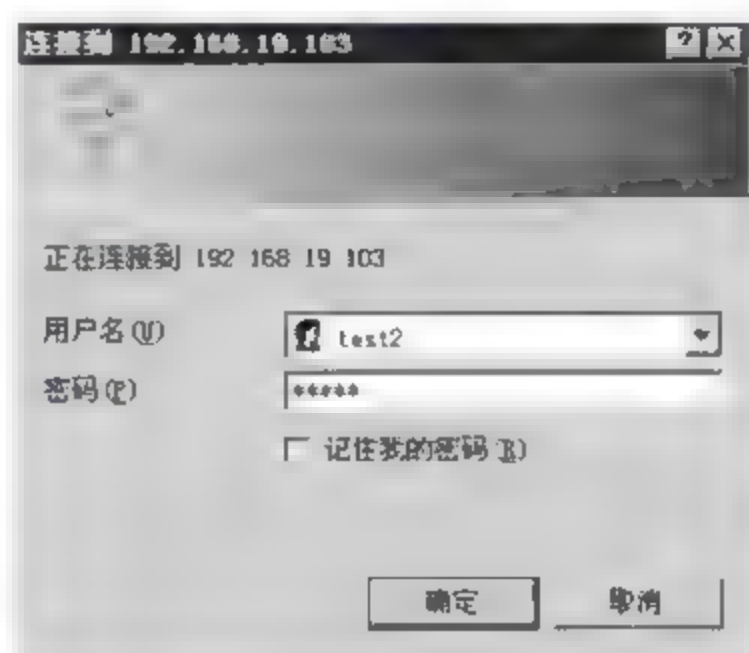 连接到 192.168.19.103
正在连接到 192 168 19 103
用户名(U)
test2
密码(P)
*****
记住我的密码(R)
确定
取消